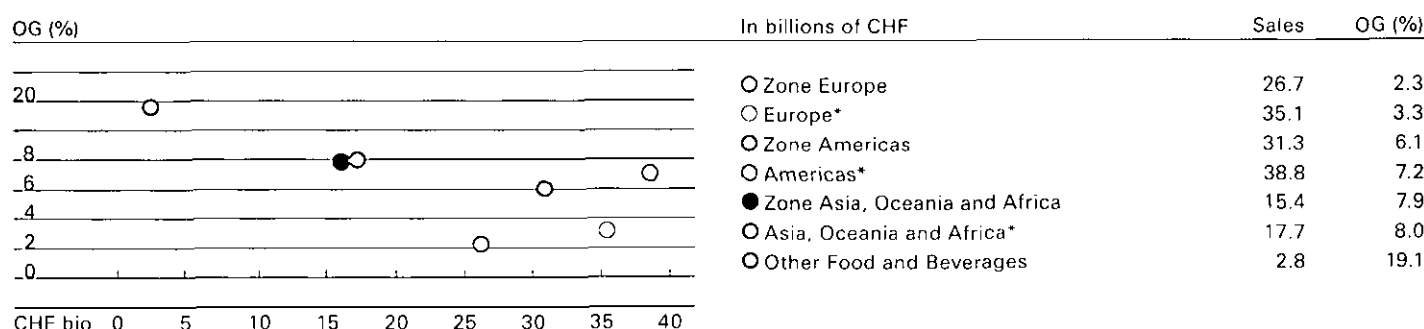 OG (%)
20
8
6
4
2
0
CHF bio 0 5 10 15 20 25 30 35 40
In billions of CHF Sales OG (%)
Zone Europe 26.7 2.3
Europe* 35.1 3.3
Zone Americas 31.3 6.1
Americas* 38.8 7.2
Zone Asia, Oceania and Africa 15.4 7.9
Asia, Oceania and Africa* 17.7 8.0
Other Food and Beverages 2.8 19.1